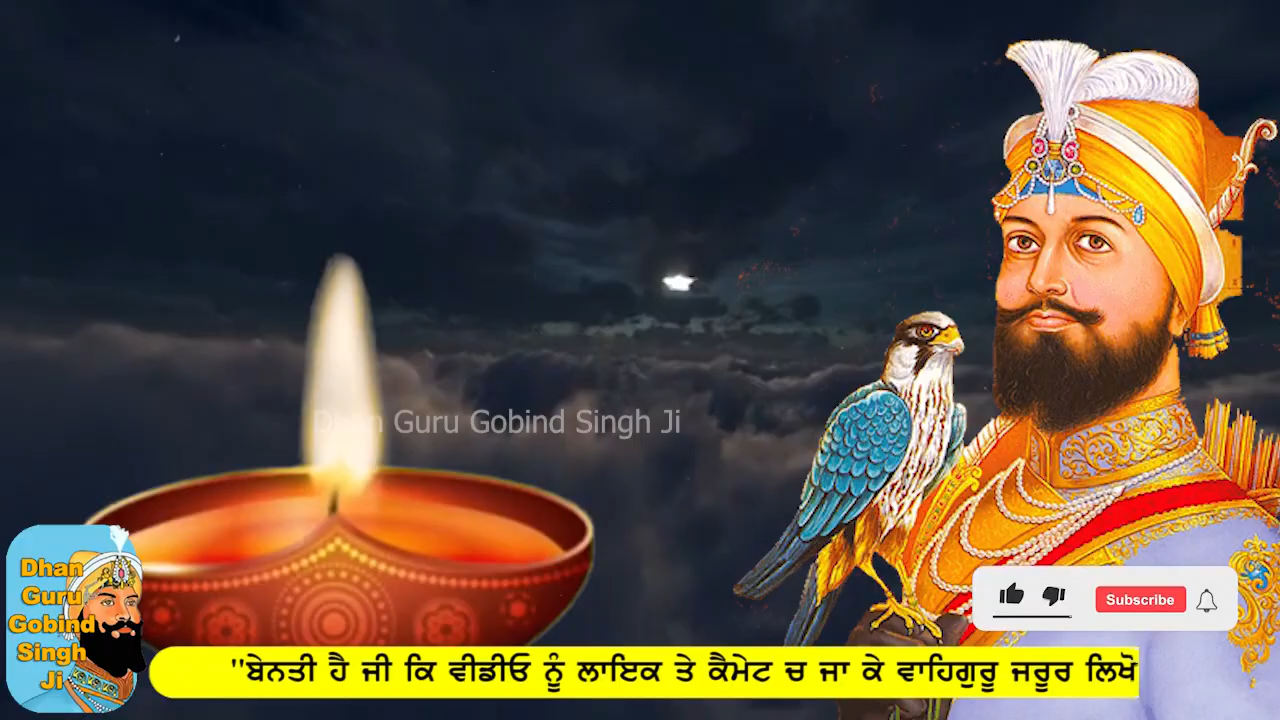 Dhan Guru Gobind Singh Ji
Dhan
Guru
Gobind
Singh
Ji
Subscribe
"ਬੇਨਤੀ ਹੈ ਜੀ ਕਿ ਵੀਡੀਓ ਨੂੰ ਲਾਇਕ ਤੇ ਕੈਮੇਟ ਚ ਜਾ ਕੇ ਵਾਹਿਗੁਰੂ ਜਰੂਰ ਲਿਖੋ